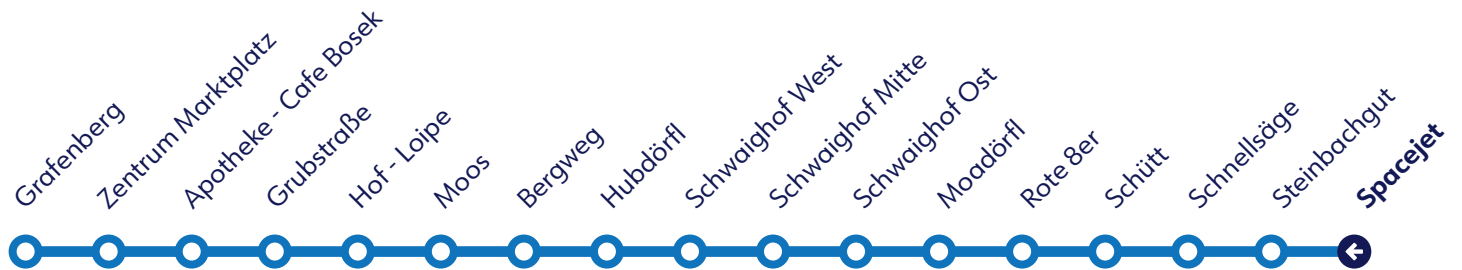 Grafenberg
Zentrum Marktplatz
Apotheke - Cafe Bosek
Grubstraße
Hof - Loipe
Moos
Bergweg
Hubdörfl
Schwaighof West
Schwaighof Mitte
Schwaighof Ost
Moadörfl
Rote 8er
Schütt
Schnellsäge
Steinbachgut
Spacejet